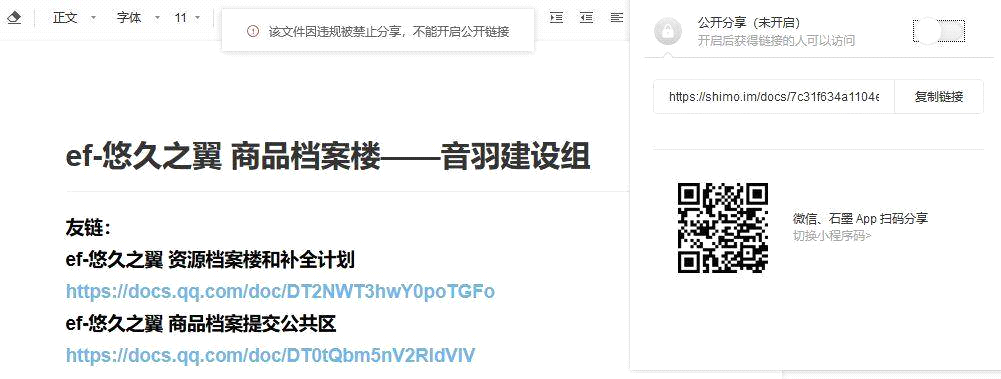 正文 字体 11
该文件因违规被禁止分享，不能开启公开链接
公开分享（未开启）
开启后获得链接的人可以访问
https://shimo.im/docs/7c31f634a1104e
复制链接
ef-悠久之翼 商品档案楼——音羽建设组
友链：
ef-悠久之翼 资源档案楼和补全计划
https://docs.qq.com/doc/DT2NWT3hwY0poTGFo
ef-悠久之翼 商品档案提交公共区
https://docs.qq.com/doc/DT0tQbm5nV2RIdVlV
微信、石墨 App 扫码分享
切换小程序码>